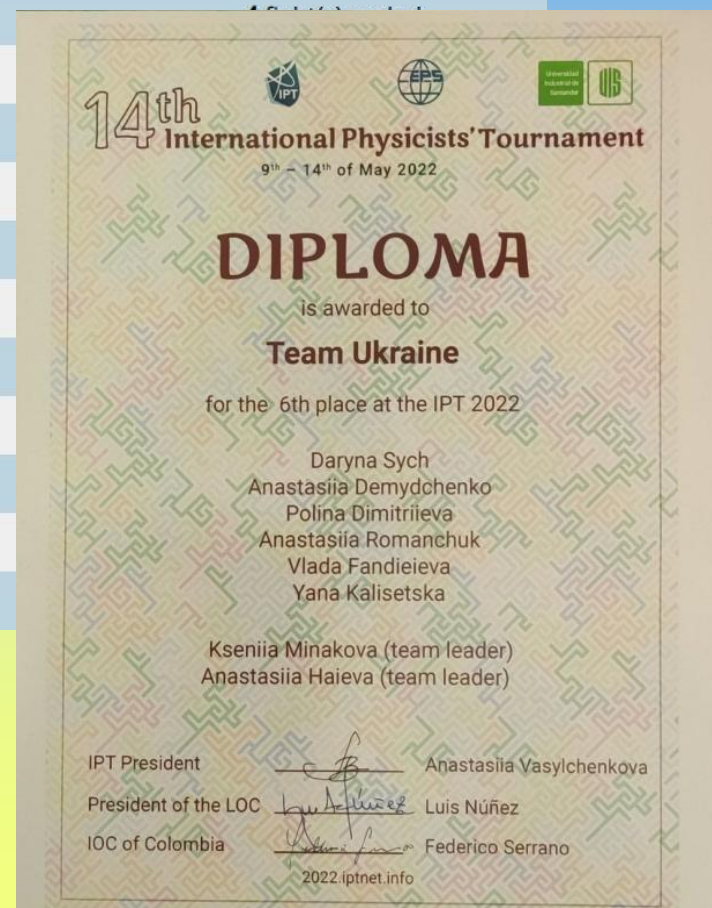 IPT
EPS
Universidad
Industrial de
Santander
UIS
14th
International Physicists' Tournament
9th – 14th of May 2022
DIPLOMA
is awarded to
Team Ukraine
for the 6th place at the IPT 2022
Daryna Sych
Anastasiia Demydchenko
Polina Dimitriieva
Anastasiia Romanchuk
Vlada Fandieieva
Yana Kalisetska
Kseniia Minakova (team leader)
Anastasiia Haieva (team leader)
IPT President Anastasiia Vasylchenkova
President of the LOC Luis Núñez
IOC of Colombia Federico Serrano
2022.iptnet.info